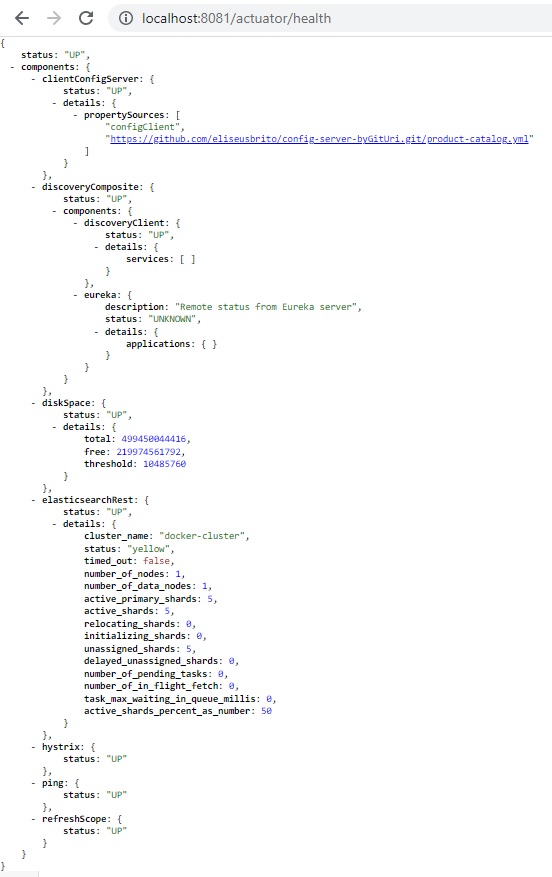 localhost:8081/actuator/health
{
status: "UP",
- components: {
- clientConfigServer: {
status: "UP",
- details: {
- propertySources: [
"configClient",
"https://github.com/eliseusbrito/config-server-byGitUri.git/product-catalog.yml"
]
}
},
- discoveryComposite: {
status: "UP",
- components: {
- discoveryClient: {
status: "UP",
- details: {
services: [ ]
}
},
- eureka: {
description: "Remote status from Eureka server",
status: "UNKNOWN",
- details: {
applications: { }
}
}
}
},
- diskSpace: {
status: "UP",
- details: {
total: 499450044416,
free: 219974561792,
threshold: 10485760
}
},
- elasticsearchRest: {
status: "UP",
- details: {
cluster_name: "docker-cluster",
status: "yellow",
timed_out: false,
number_of_nodes: 1,
number_of_data_nodes: 1,
active_primary_shards: 5,
active_shards: 5,
relocating_shards: 0,
initializing_shards: 0,
unassigned_shards: 5,
delayed_unassigned_shards: 0,
number_of_pending_tasks: 0,
number_of_in_flight_fetch: 0,
task_max_waiting_in_queue_millis: 0,
active_shards_percent_as_number: 50
}
},
- hystrix: {
status: "UP"
},
- ping: {
status: "UP"
},
- refreshScope: {
status: "UP"
}
}
}